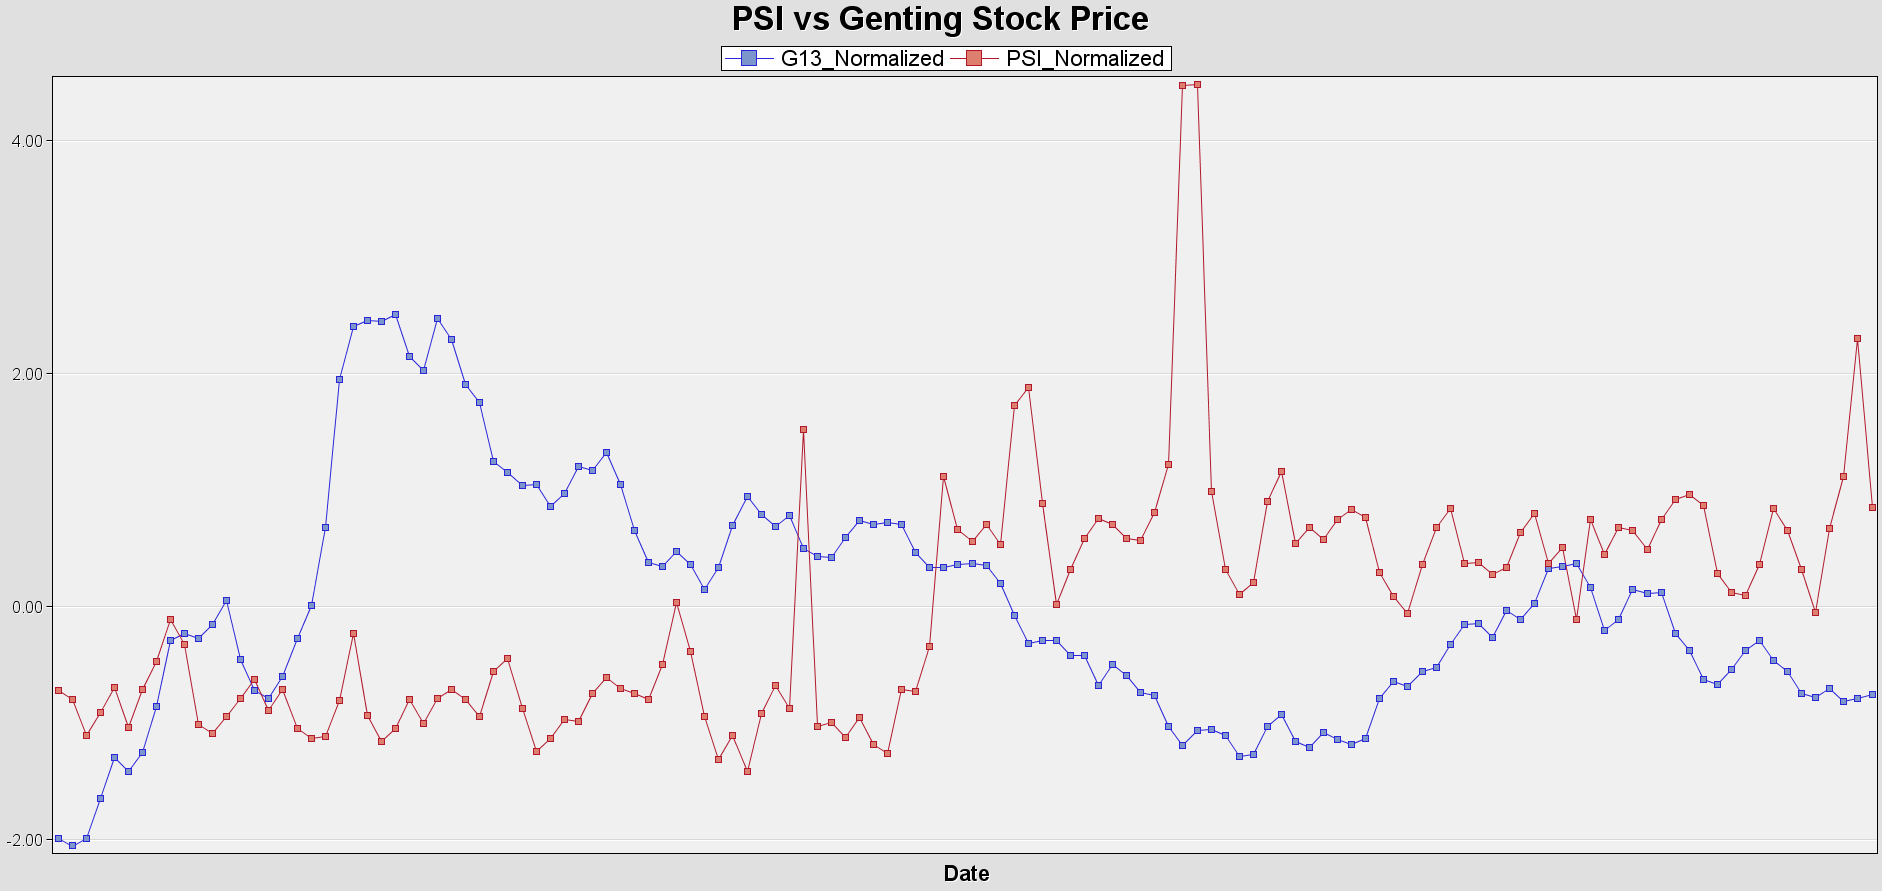 PSI vs Genting Stock Price
G13_Normalized PSI_Normalized
4.00
2.00
0.00
-2.00
Date